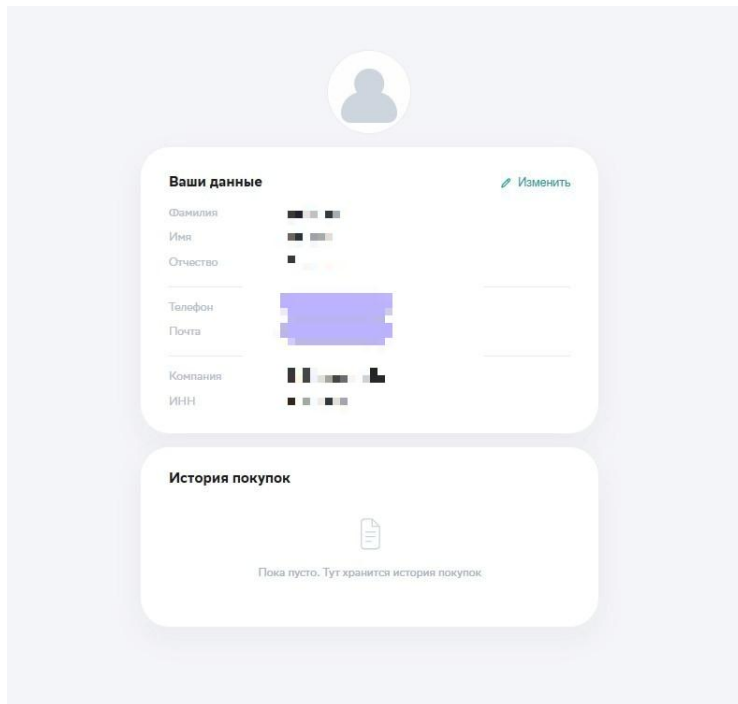 Ваши данные
Изменить
Фамилия
Имя
Отчество
Телефон
Почта
Компания
ИНН
История покупок
Пока пусто. Тут хранится история покупок